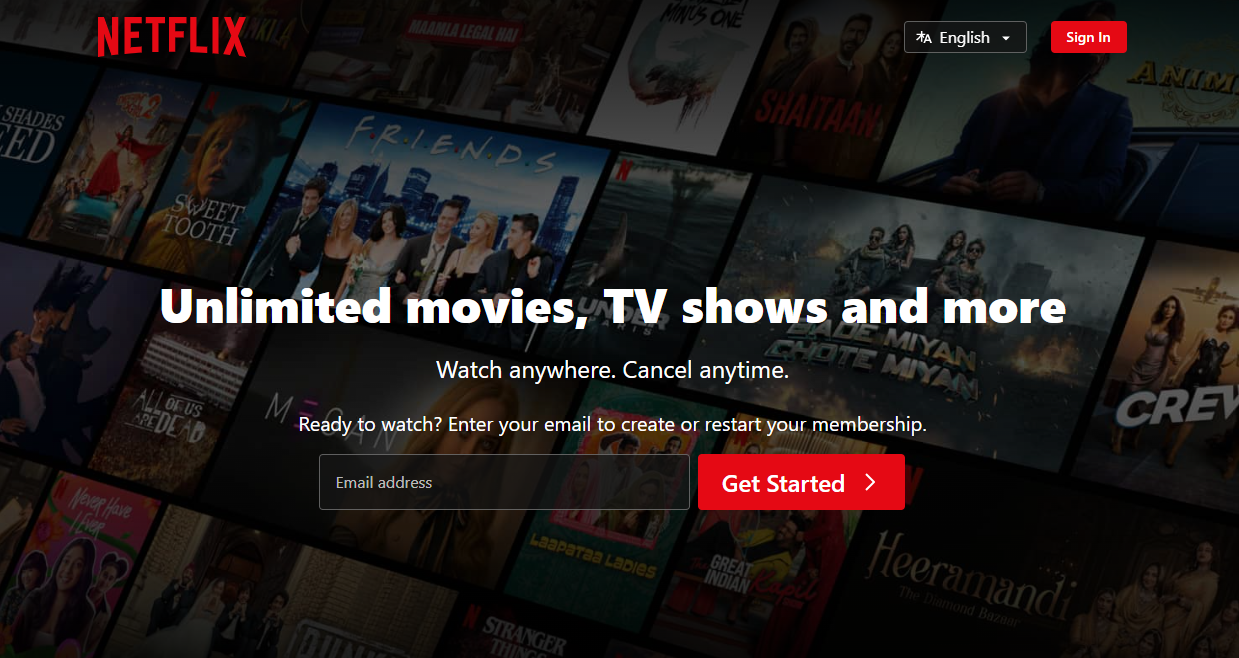 NETFLIX
English
Sign In
MAAMLA LEGAL HAI
MINUS ONE
SHAITAAN
SHADES
SWEET
TOOTH
F.R.I.E.N.D.S
Unlimited movies, TV shows and more
BADE MIYAN
CHOTE MIYAN
Watch anywhere. Cancel anytime.
CREW
ALL OF US
ARE DEAD
M3GAN
Ready to watch? Enter your email to create or restart your membership.
Email address
Get Started
Never Have
I Ever
Laapataa Ladies
The GREAT
INDIAN Kapil
Heeramandi
The Diamond Bazaar
STRANGER
THINGS